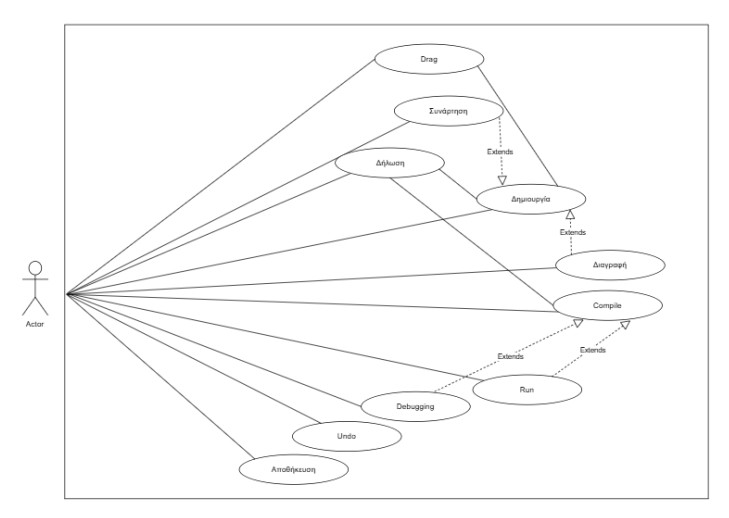 Drag
Συνάρτηση
Extends
Δήλωση
Δημιουργία
Extends
Διαγραφή
Compile
Actor
Extends
Extends
Run
Debugging
Undo
Αποθήκευση